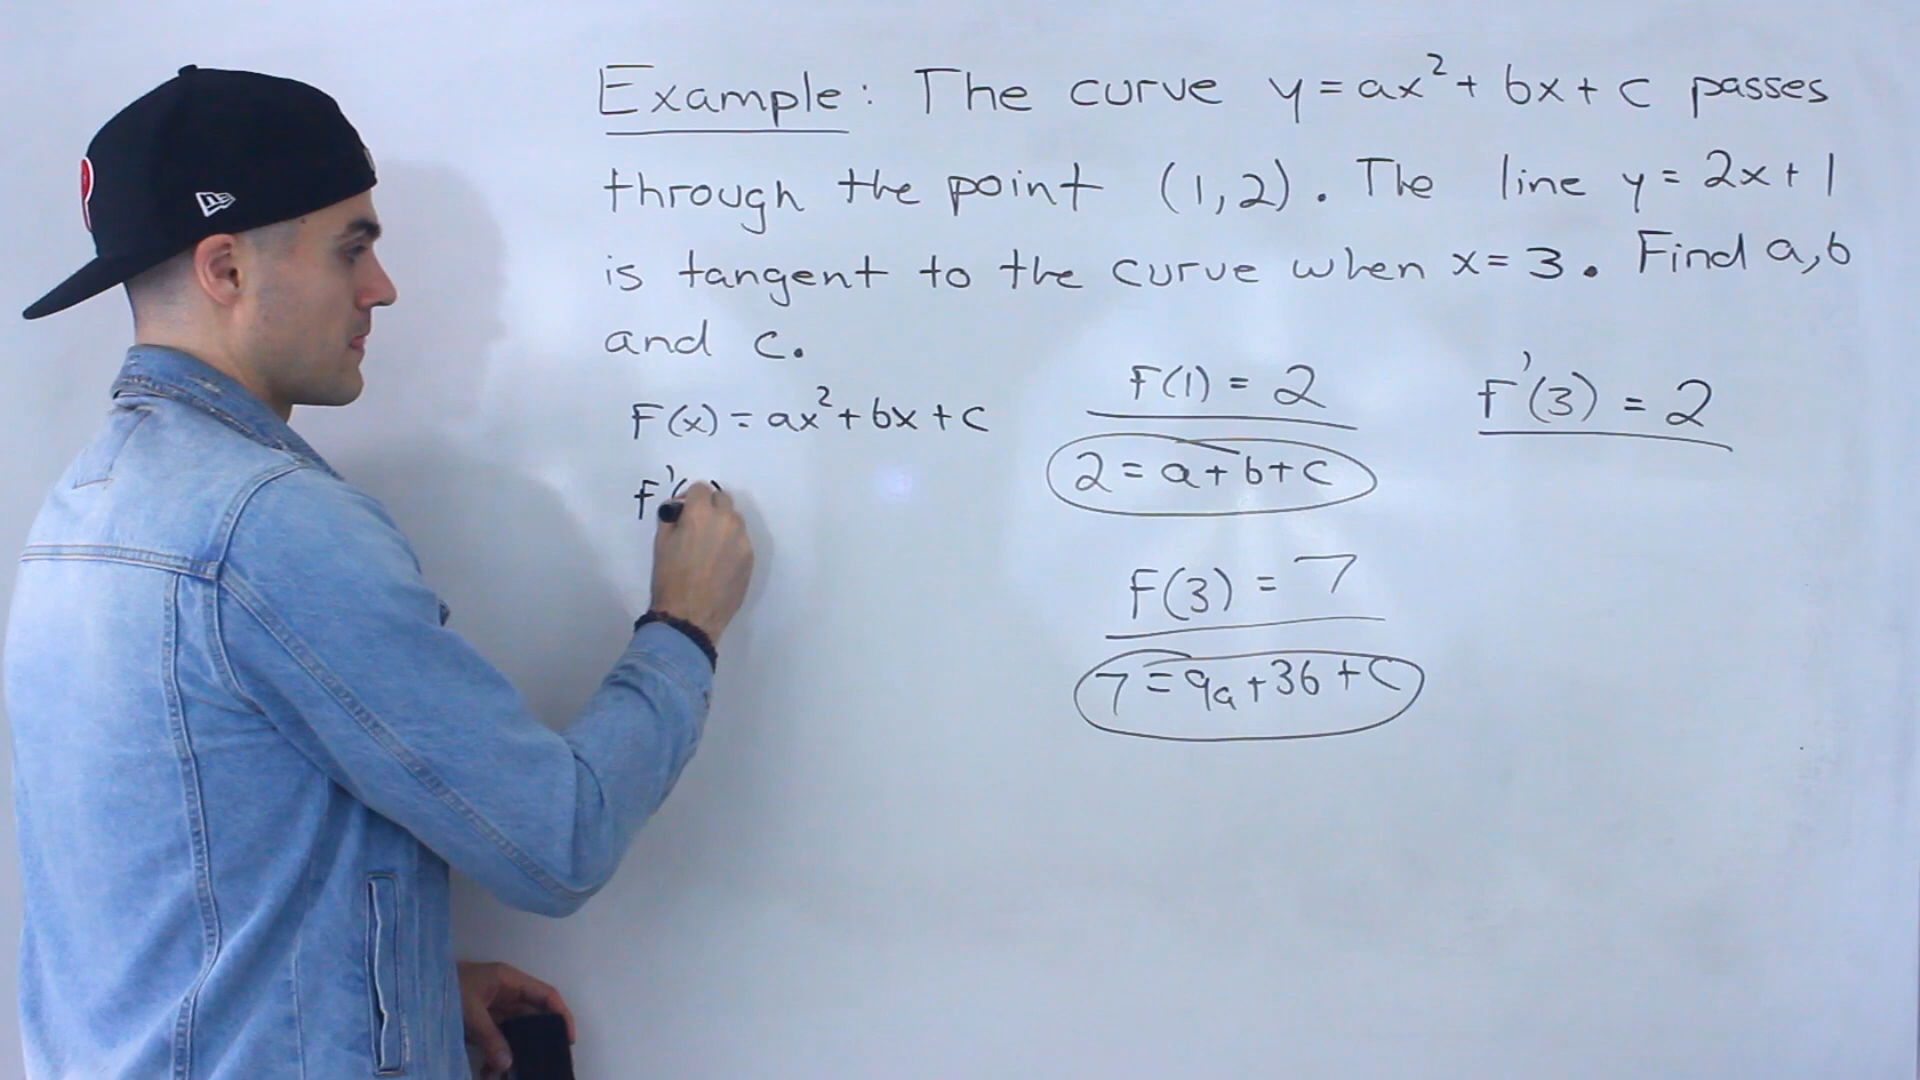 Example: The curve y = ax² + bx + c passes
through the point (1,2). The line y = 2x + 1
is tangent to the curve when x = 3. Find a, b
and c.
F(x) = ax² + bx + c
F'(
F(1) = 2
2 = a + b + c
F(3) = 7
7 = 9a + 3b + c
F'(3) = 2